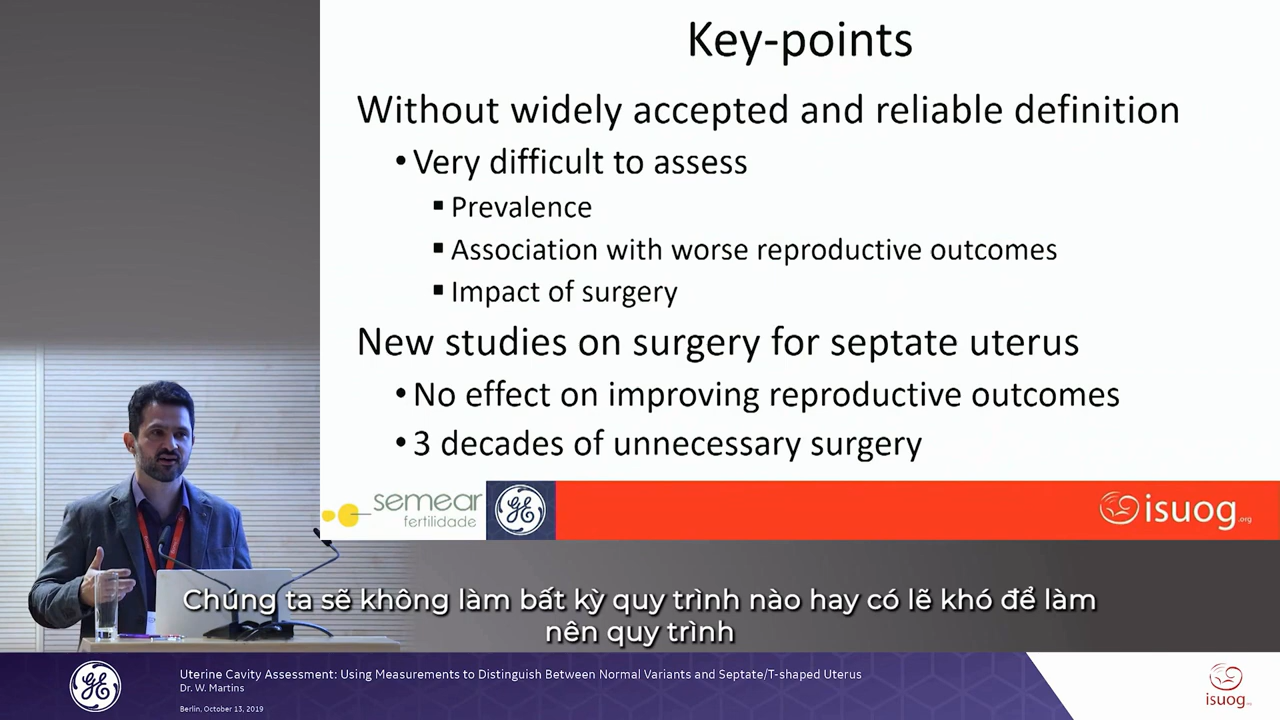 Key-points
Without widely accepted and reliable definition
• Very difficult to assess
▪ Prevalence
▪ Association with worse reproductive outcomes
▪ Impact of surgery
New studies on surgery for septate uterus
• No effect on improving reproductive outcomes
• 3 decades of unnecessary surgery
semear
fertilidade
GE
isuog.org
Chúng ta sẽ không làm bất kỳ quy trình nào hay có lẽ khó để làm
nên quy trình
GE
Uterine Cavity Assessment: Using Measurements to Distinguish Between Normal Variants and Septate/T-shaped Uterus
Dr. W. Martins
Berlin, October 13, 2019
isuog.org